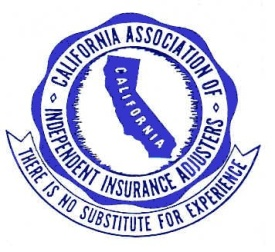 CALIFORNIA ASSOCIATION OF
INDEPENDENT INSURANCE ADJUSTERS
CALIFORNIA
THERE IS NO SUBSTITUTE FOR EXPERIENCE